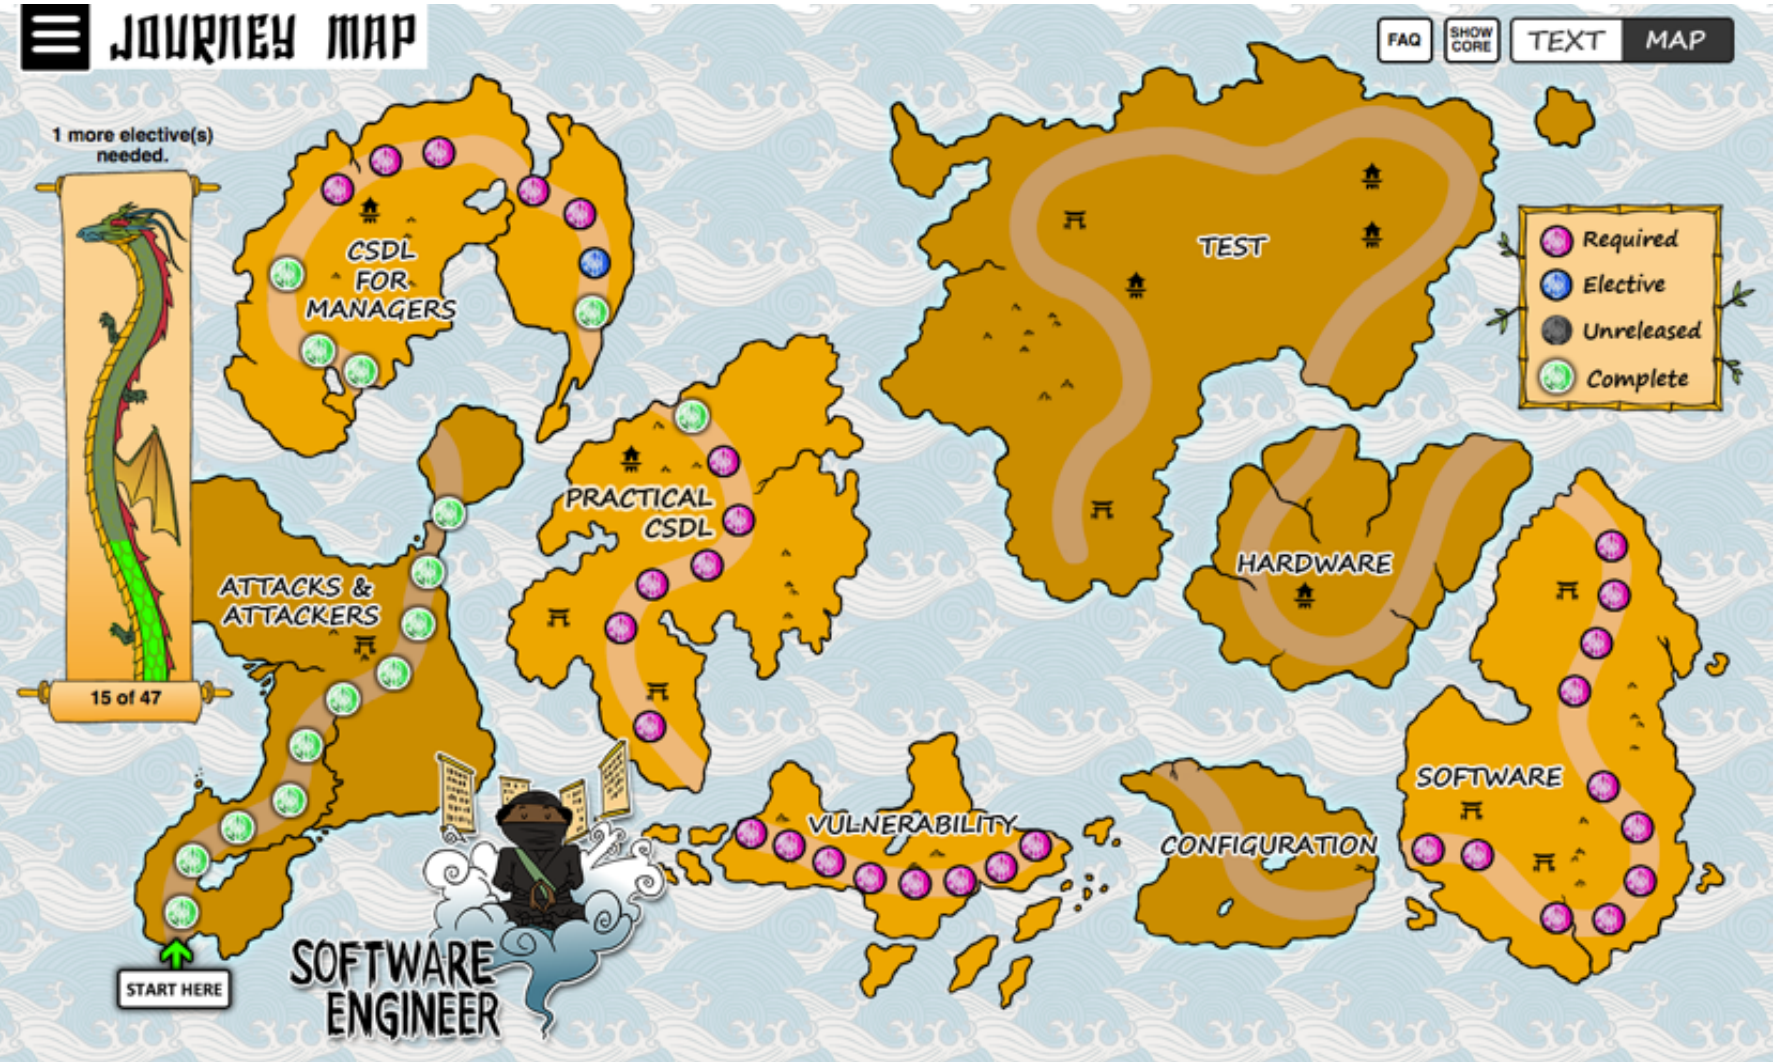 JOURNEY MAP
FAQ
SHOW
CORE
TEXT
MAP
1 more elective(s)
needed.
CSDL
FOR
MANAGERS
TEST
Required
Elective
Unreleased
Complete
PRACTICAL
CSDL
HARDWARE
ATTACKS &
ATTACKERS
15 of 47
SOFTWARE
VULNERABILITY
CONFIGURATION
START HERE
SOFTWARE
ENGINEER